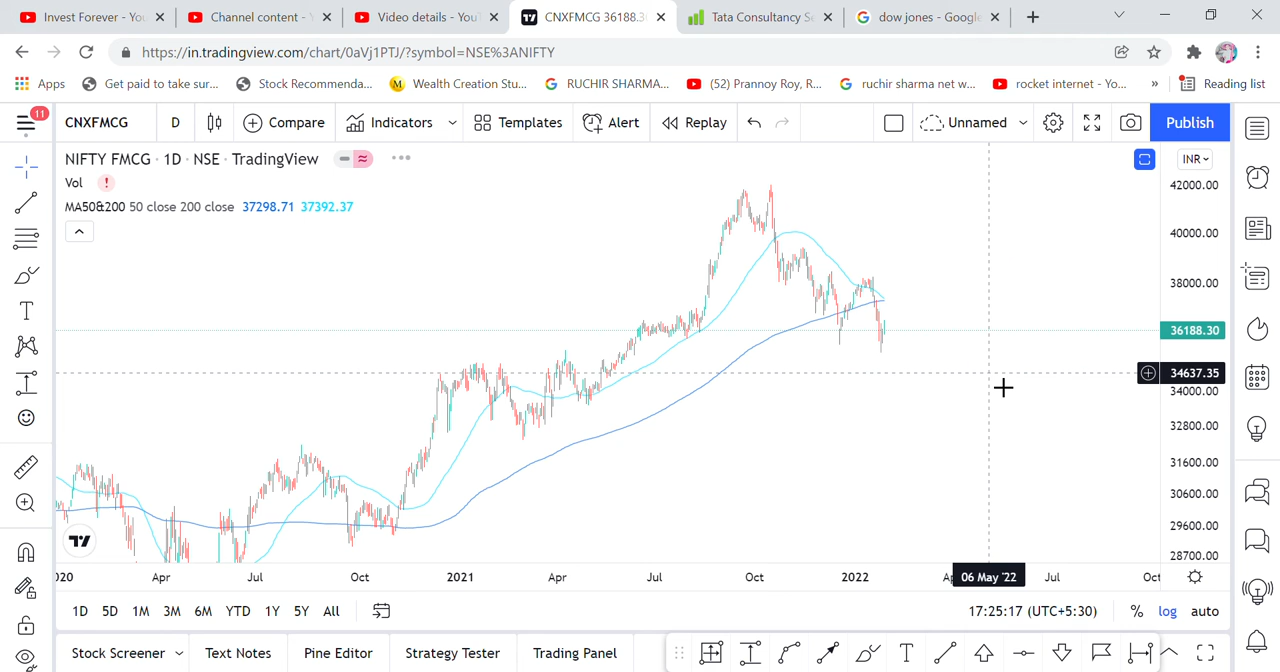 Invest Forever - You
Channel content -
Video details - You
CNXFMCG 36188.3
Tata Consultancy Se
dow jones - Google
https://in.tradingview.com/chart/0aVj1PTJ/?symbol=NSE%3ANIFTY
Apps
Get paid to take sur...
Stock Recommenda...
Wealth Creation Stu...
RUCHIR SHARMA...
(52) Prannoy Roy, R...
ruchir sharma net w...
rocket internet - Yo...
»
Reading list
11
CNXFMCG
D
Compare
Indicators
Templates
Alert
Replay
Unnamed
Publish
NIFTY FMCG · 1D · NSE · TradingView
INR
Vol
MA50&200 50 close 200 close 37298.71 37392.37
42000.00
40000.00
38000.00
36188.30
34637.35
34000.00
32800.00
31600.00
30600.00
29600.00
28700.00
020
Apr
Jul
Oct
2021
Apr
Jul
Oct
2022
06 May '22
Jul
Oct
1D
5D
1M
3M
6M
YTD
1Y
5Y
All
17:25:17 (UTC+5:30)
%
log
auto
Stock Screener
Text Notes
Pine Editor
Strategy Tester
Trading Panel